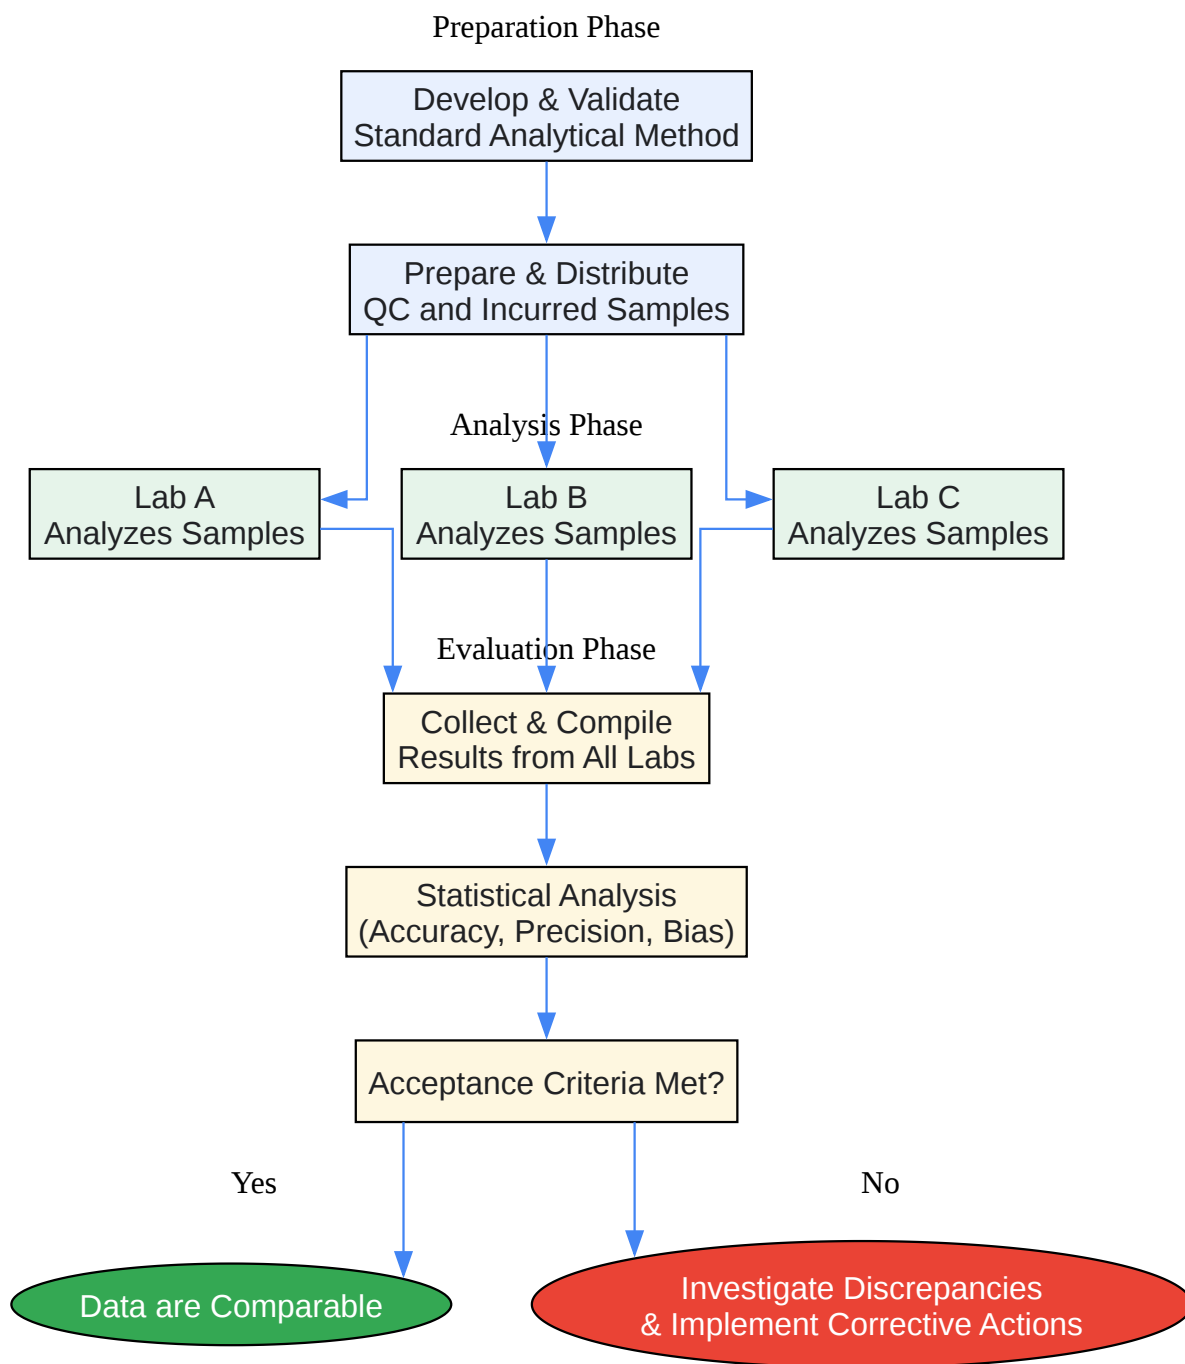 Preparation Phase
Develop & Validate
Standard Analytical Method
Prepare & Distribute
QC and Incurred Samples
Analysis Phase
Lab A
Analyzes Samples
Lab B
Analyzes Samples
Lab C
Analyzes Samples
Evaluation Phase
Collect & Compile
Results from All Labs
Statistical Analysis
(Accuracy, Precision, Bias)
Acceptance Criteria Met?
Yes
No
Data are Comparable
Investigate Discrepancies
& Implement Corrective Actions